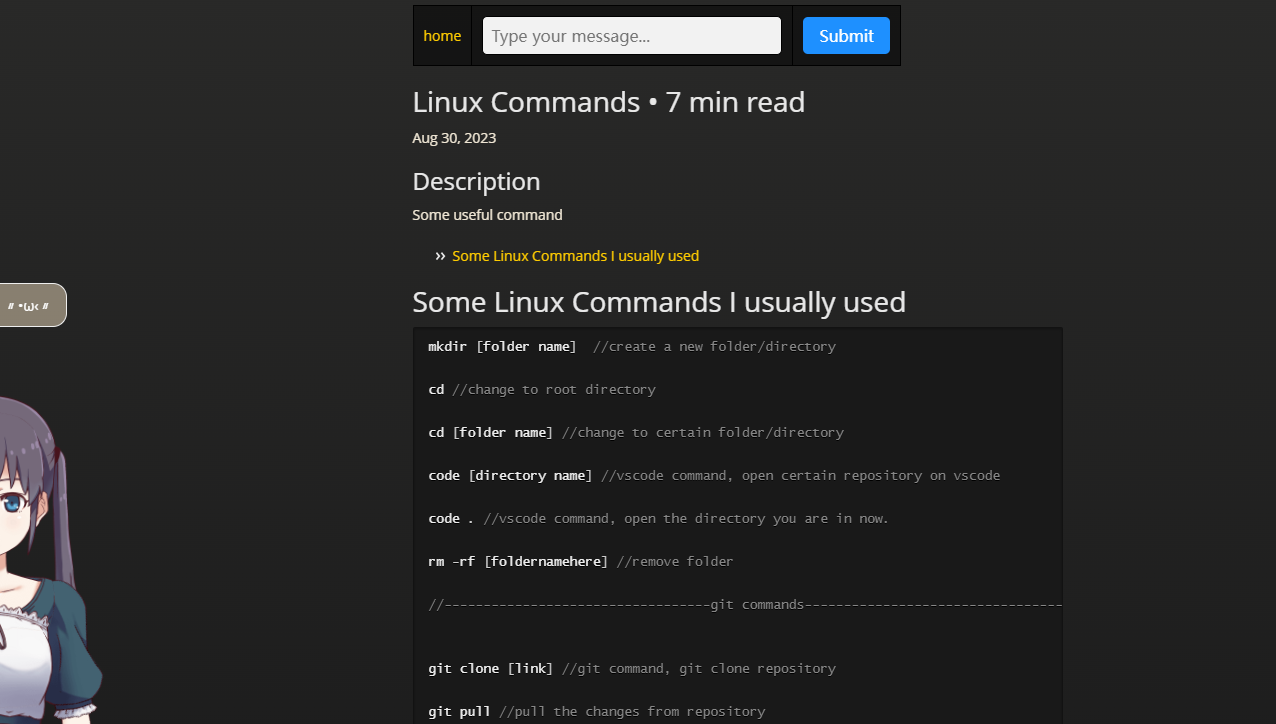 home Type your message... Submit
Linux Commands • 7 min read
Aug 30, 2023
Description
Some useful command
›› Some Linux Commands I usually used
〃 •ω‹ 〃
Some Linux Commands I usually used
mkdir [folder name]  //create a new folder/directory
cd //change to root directory
cd [folder name] //change to certain folder/directory
code [directory name] //vscode command, open certain repository on vscode
code . //vscode command, open the directory you are in now.
rm -rf [foldernamehere] //remove folder
//----------------------------------git commands---------------------------------
git clone [link] //git command, git clone repository
git pull //pull the changes from repository